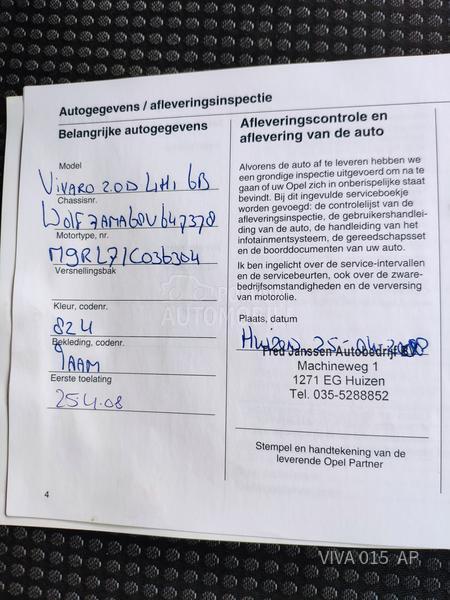 Autogegevens / afleveringsinspectie
Belangrijke autogegevens
Model
VIVARO 2.0D L4H1 6B
Chassisnr.
WOLF7AMA68V647378
Motortype, nr.
M9RL7/C036304
Versnellingsbak
Kleur, codenr.
824
Bekleding, codenr.
9AAM
Eerste toelating
25 4.08
4
Afleveringscontrole en
aflevering van de auto
Alvorens de auto af te leveren hebben we
een grondige inspectie uitgevoerd om na te
gaan of uw Opel zich in onberispelijke staat
bevindt. Bij dit ingevulde serviceboekje
worden gevoegd: de controlelijst van de
afleveringsinspectie, de gebruikershandlei-
ding van de auto, de handleiding van het
infotainmentsysteem, de gereedschapsset
en de boorddocumenten van uw auto.
Ik ben ingelicht over de service-intervallen
en de servicebeurten, ook over de zware-
bedrijfsomstandigheden en de verversing
van motorolie.
Plaats, datum
Huizen 25-04-2008
Fred Janssen Autobedrijf BV
Machineweg 1
1271 EG Huizen
Tel. 035-5288852
Stempel en handtekening van de
leverende Opel Partner
VIVA 015 AP